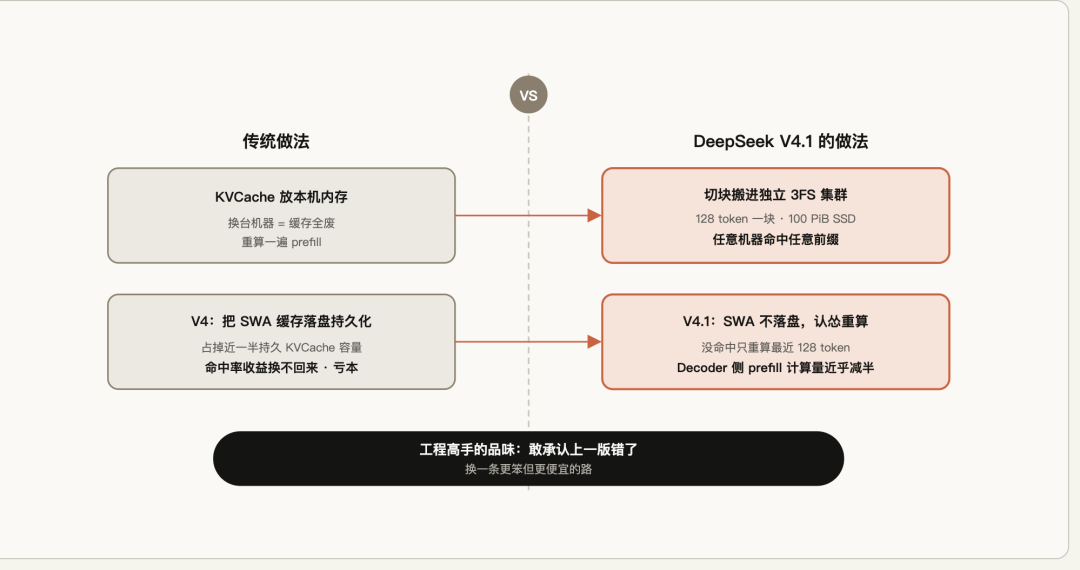 VS
传统做法
DeepSeek V4.1 的做法
KVCache 放本机内存
换台机器 = 缓存全废
重算一遍 prefill
切块搬进独立 3FS 集群
128 token 一块 · 100 PiB SSD
任意机器命中任意前缀
V4：把 SWA 缓存落盘持久化
占掉近一半持久 KVCache 容量
命中率收益换不回来 · 亏本
V4.1：SWA 不落盘，认怂重算
没命中只重算最近 128 token
Decoder 侧 prefill 计算量近乎减半
工程高手的品味：敢承认上一版错了
换一条更笨但更便宜的路